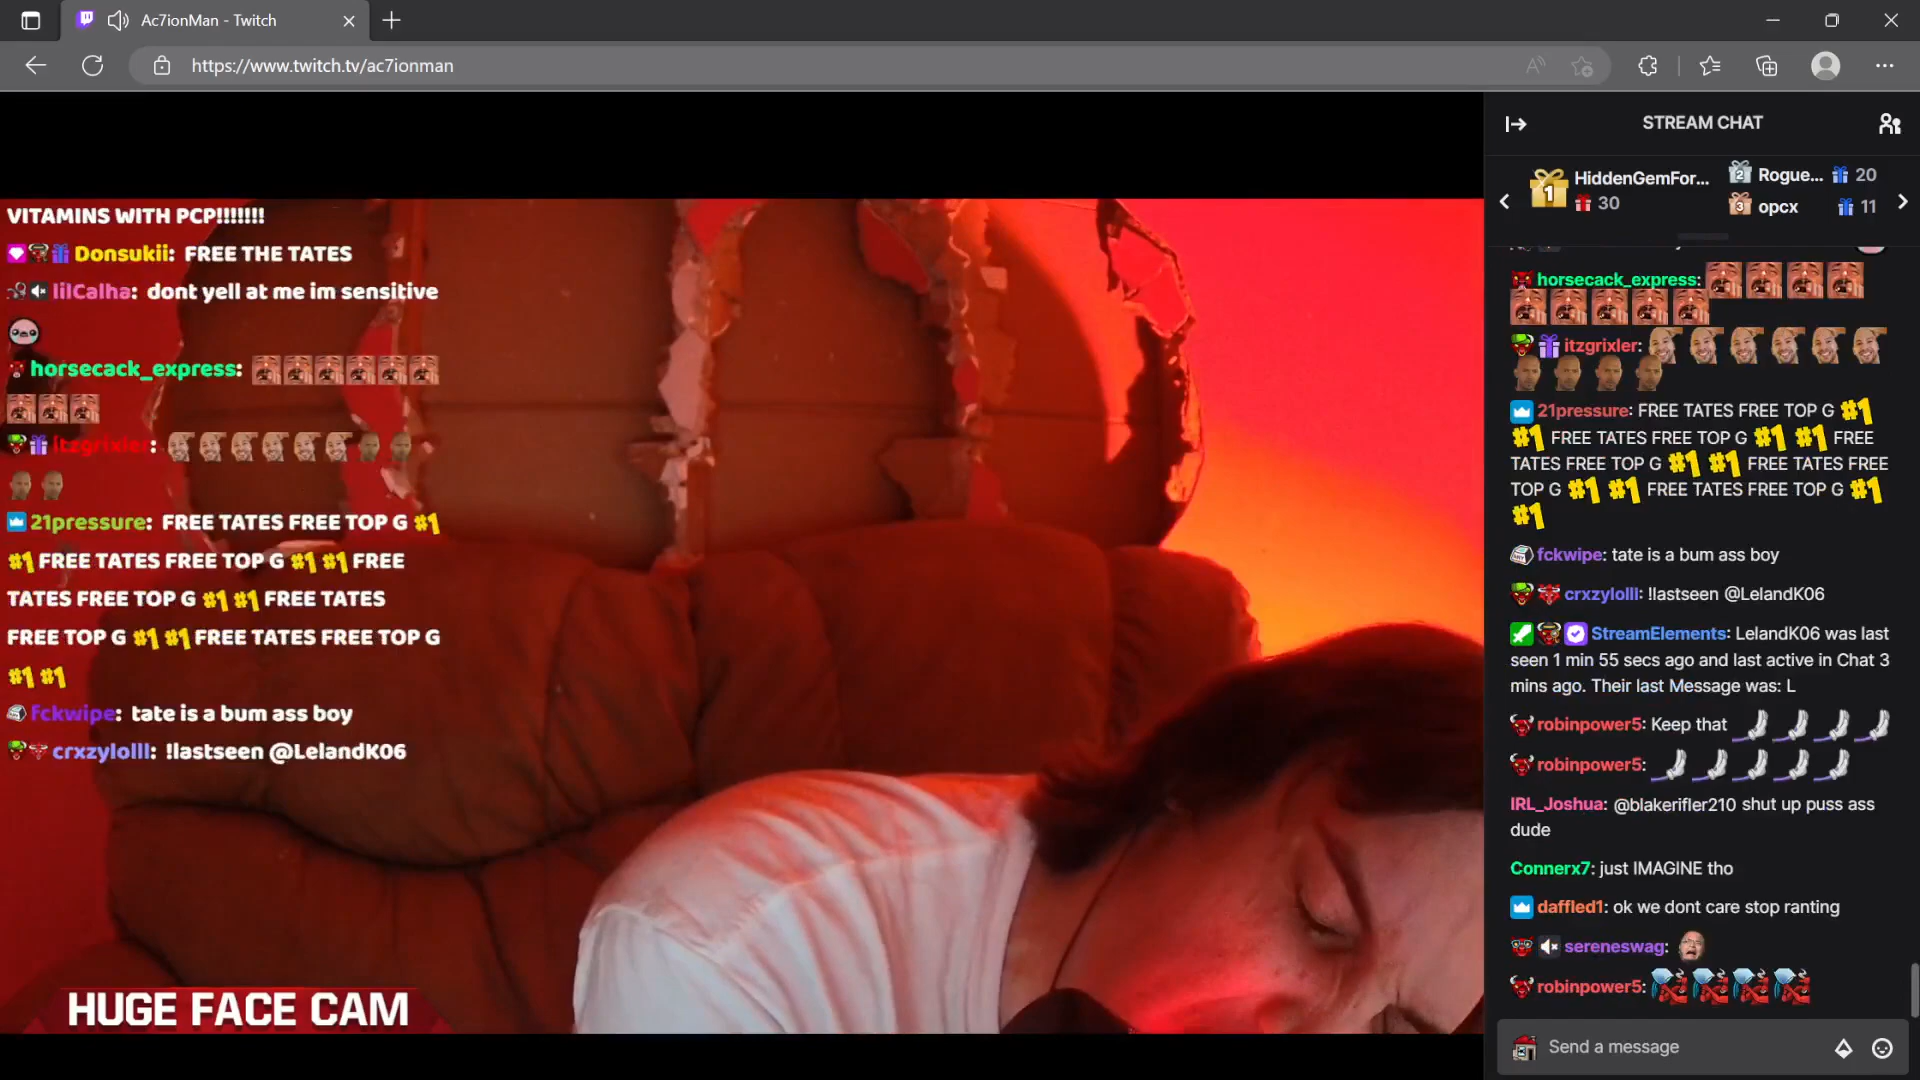 Ac7ionMan - Twitch
https://www.twitch.tv/ac7ionman
VITAMINS WITH PCP!!!!!!!
Donsukii: FREE THE TATES
lilCalha: dont yell at me im sensitive
horsecack_express:
itzgrixler:
21pressure: FREE TATES FREE TOP G #1
#1 FREE TATES FREE TOP G #1 #1 FREE
TATES FREE TOP G #1 #1 FREE TATES
FREE TOP G #1 #1 FREE TATES FREE TOP G
#1 #1
fckwipe: tate is a bum ass boy
crxzylolll: !lastseen @LelandK06
HUGE FACE CAM
STREAM CHAT
1 HiddenGemFor...
30
2 Rogue... 20
3 opcx 11
horsecack_express:
itzgrixler:
21pressure: FREE TATES FREE TOP G #1
#1 FREE TATES FREE TOP G #1 #1 FREE
TATES FREE TOP G #1 #1 FREE TATES FREE
TOP G #1 #1 FREE TATES FREE TOP G #1
#1
fckwipe: tate is a bum ass boy
crxzylolll: !lastseen @LelandK06
StreamElements: LelandK06 was last
seen 1 min 55 secs ago and last active in Chat 3
mins ago. Their last Message was: L
robinpower5: Keep that
robinpower5:
IRL_Joshua: @blakerifler210 shut up puss ass
dude
Connerx7: just IMAGINE tho
daffled1: ok we dont care stop ranting
sereneswag:
robinpower5:
Send a message